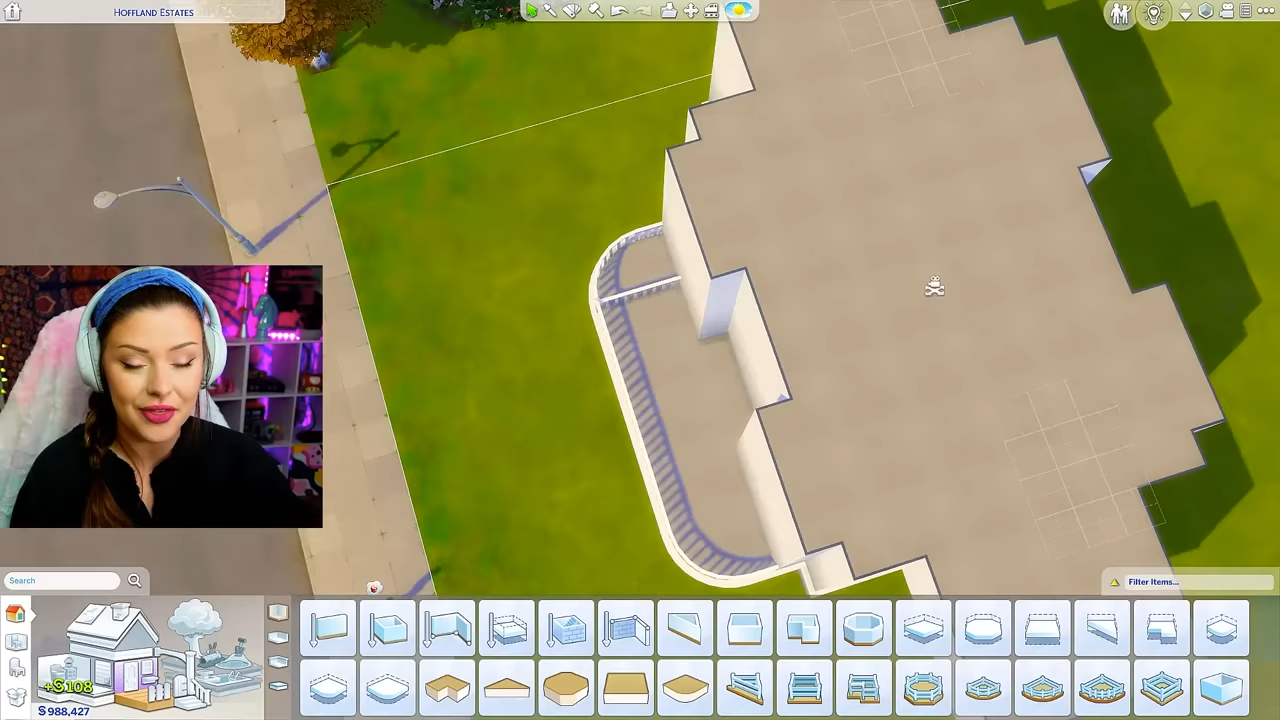 HOFFLAND ESTATES
Search
Filter Items...
+$108
$988,427